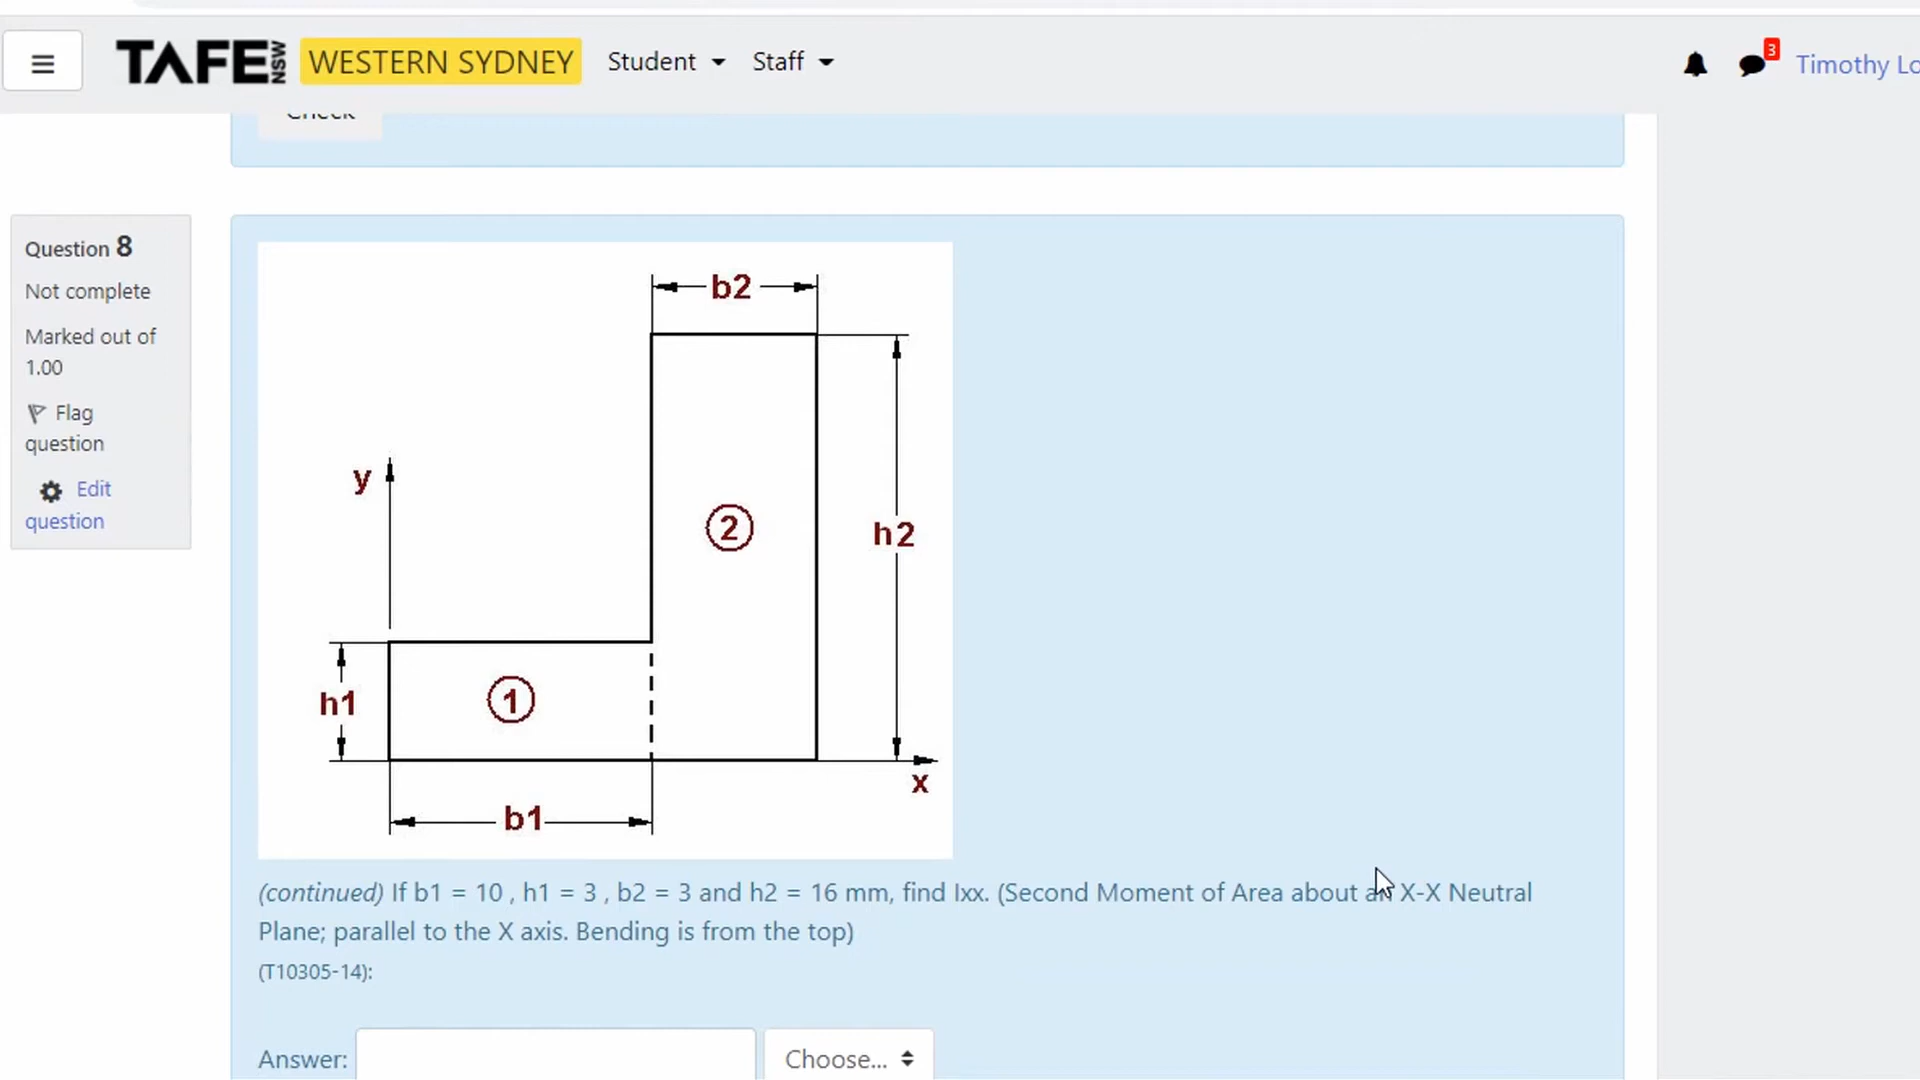 TAFE NSW WESTERN SYDNEY Student Staff 3 Timothy Lo
Check
Question 8
Not complete
Marked out of
1.00
Flag
question
Edit
question
b2
y
2
h2
h1
1
x
b1
(continued) If b1 = 10 , h1 = 3 , b2 = 3 and h2 = 16 mm, find Ixx. (Second Moment of Area about an X-X Neutral
Plane; parallel to the X axis. Bending is from the top)
(T10305-14):
Answer: Choose...